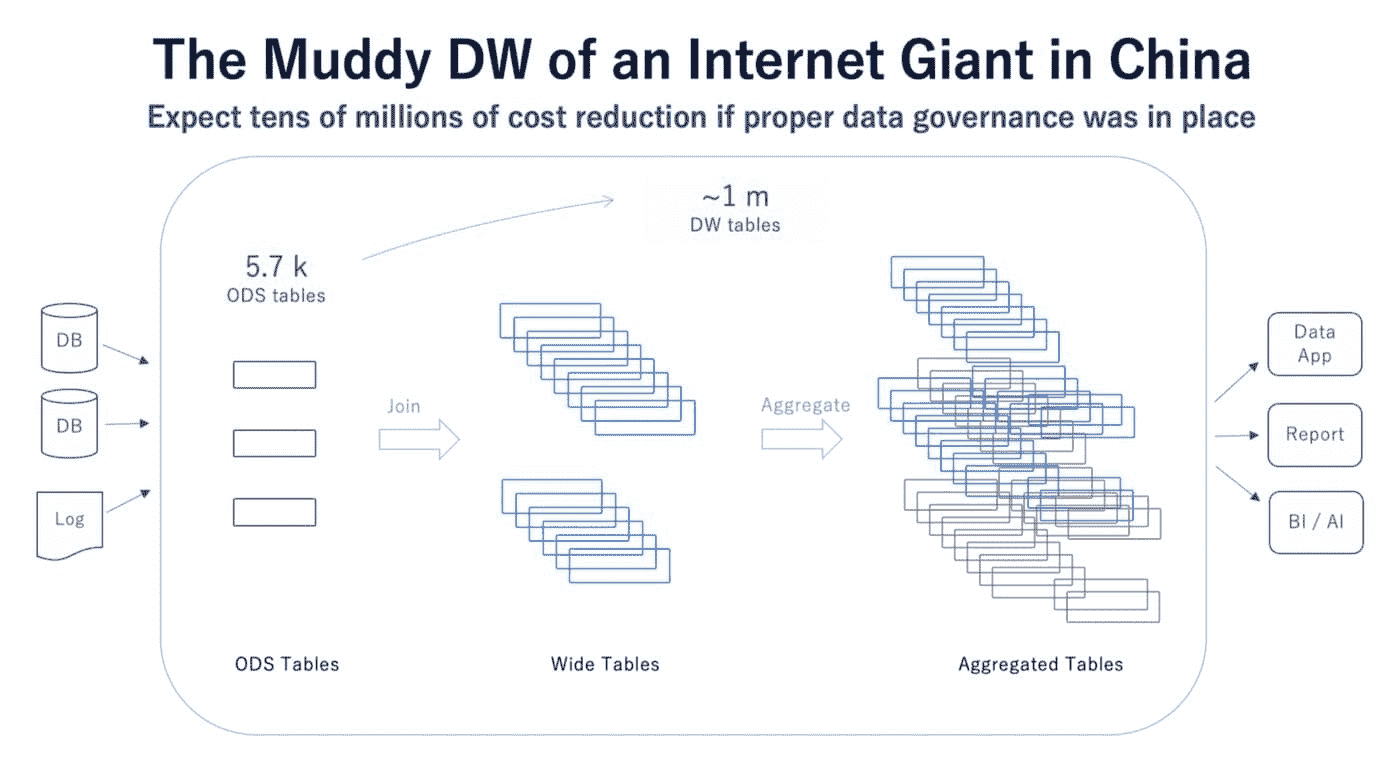 The Muddy DW of an Internet Giant in China
Expect tens of millions of cost reduction if proper data governance was in place
~1 m
DW tables
5.7 k
ODS tables
DB
DB
Log
Join
Aggregate
Data
App
Report
BI / AI
ODS Tables
Wide Tables
Aggregated Tables